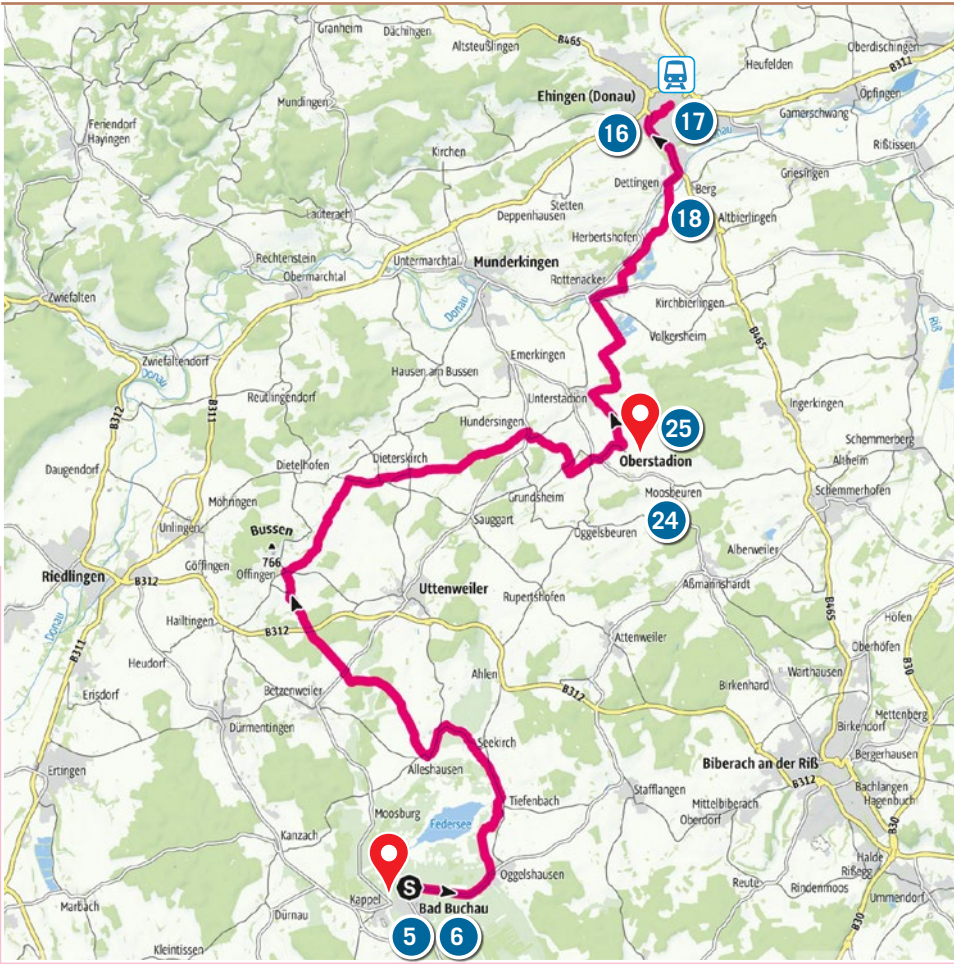 Granheim
Dächingen
Altsteußlingen
B465
Oberdischingen
Heufelden
B312
Mundingen
Ehingen (Donau)
Öpfingen
17
Gamerschwang
Feriendorf
Hayingen
16
Rißtissen
Kirchen
Griesingen
Dettingen
Berg
Stetten
Lauterach
Deppenhausen
18
Altbierlingen
Herbertshofen
Rechtenstein
Untermarchtal
Munderkingen
Obermarchtal
Rottenacker
Zwiefalten
Kirchbierlingen
Donau
Riß
Volkersheim
B465
Zwiefaltendorf
Emerkingen
Donau
Hausen am Bussen
Reutlingendorf
Unterstadion
Ingerkingen
B312
B311
Hundersingen
25
Schemmerberg
Oberstadion
Altheim
Daugendorf
Dietelhofen
Dieterskirch
Moosbeuren
Schemmerhofen
Möhringen
Grundsheim
Sauggart
24
Unlingen
Bussen
Oggelsbeuren
766
Alberweiler
Göffingen
Offingen
Riedlingen
B312
Aßmannshardt
Uttenweiler
Rupertshofen
B465
Höfen
Hailtingen
Donau
B312
Attenweiler
Oberhöfen
B311
Heudorf
Ahlen
Warthausen
B30
Birkenhard
Erisdorf
Betzenweiler
B312
Mettenberg
Dürmentingen
Birkendorf
Seekirch
Bergerhausen
Biberach an der Riß
Ertingen
Alleshausen
B312
Bachlangen
Stafflangen
Hagenbuch
Tiefenbach
Mittelbiberach
Moosburg
Oberdorf
Federsee
B30
Kanzach
Halde
Oggelshausen
Rißegg
S
Reute
Rindenmoos
Ummendorf
Kappel
Bad Buchau
Marbach
Dürnau
B30
5
6
Kleintissen